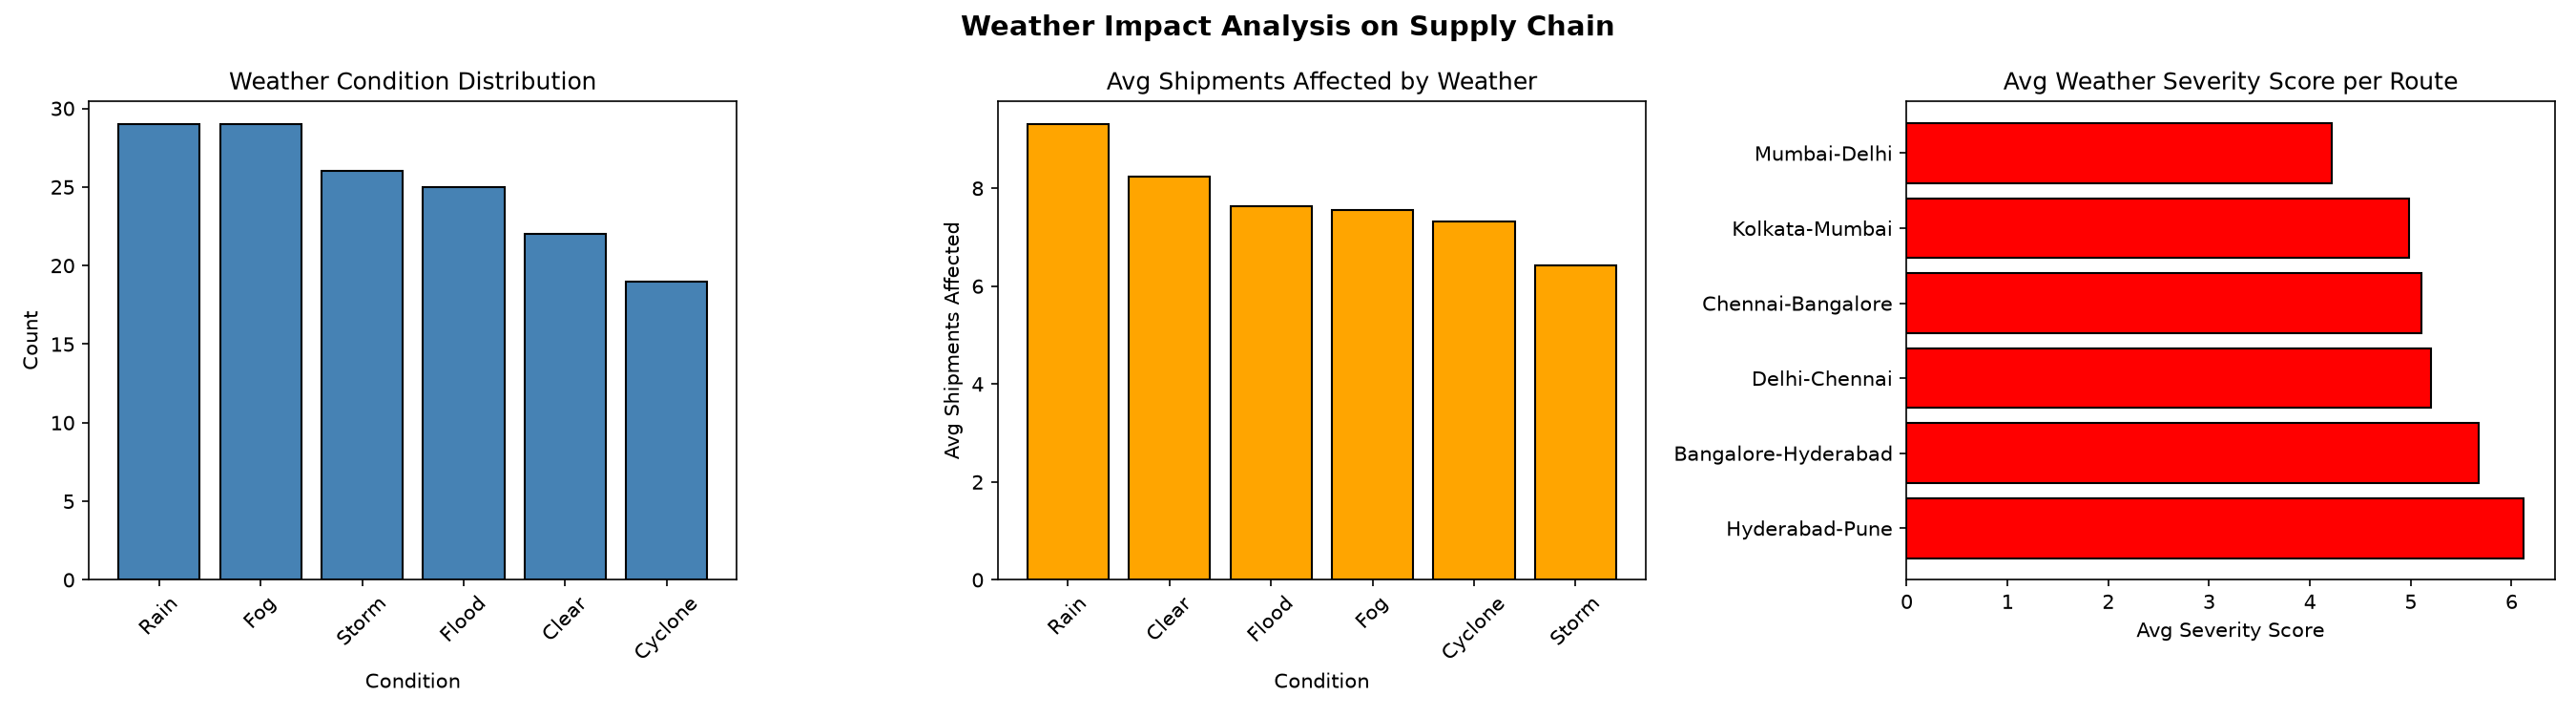 Weather Impact Analysis on Supply Chain
Weather Condition Distribution
30
25
20
15
10
5
0
Count
Rain
Fog
Storm
Flood
Clear
Cyclone
Condition
Avg Shipments Affected by Weather
8
6
4
2
0
Avg Shipments Affected
Rain
Clear
Flood
Fog
Cyclone
Storm
Condition
Avg Weather Severity Score per Route
Mumbai-Delhi
Kolkata-Mumbai
Chennai-Bangalore
Delhi-Chennai
Bangalore-Hyderabad
Hyderabad-Pune
0 1 2 3 4 5 6
Avg Severity Score